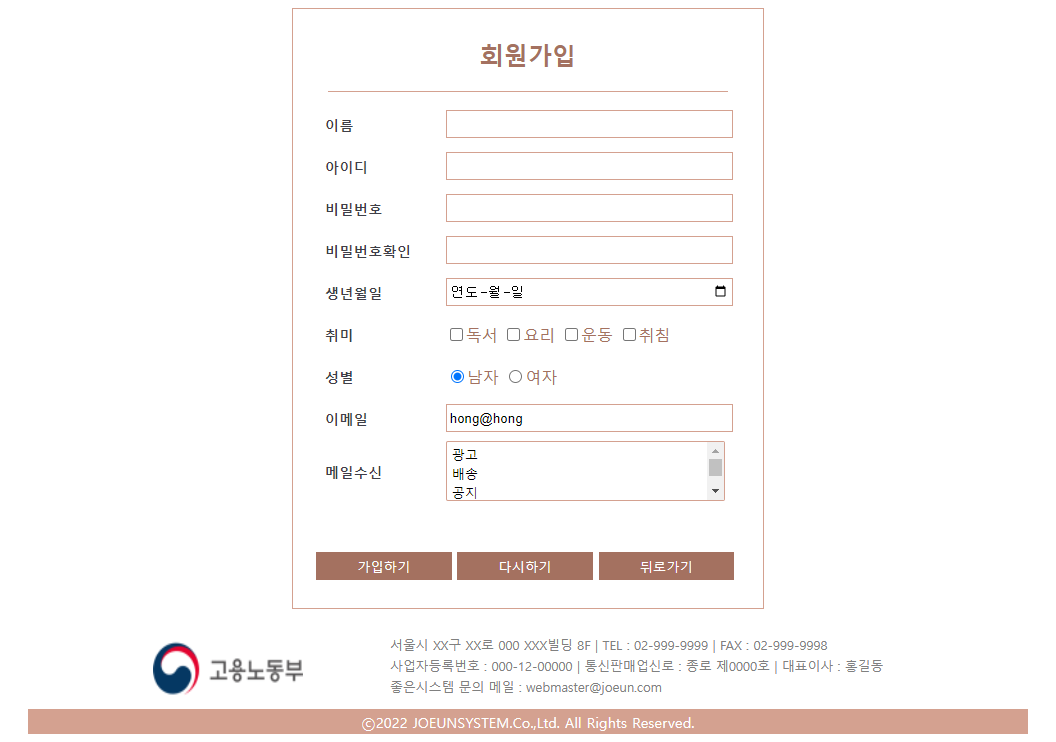 회원가입
이름
아이디
비밀번호
비밀번호확인
생년월일 연도-월-일
취미 독서 요리 운동 취침
성별 남자 여자
이메일 hong@hong
메일수신 광고
배송
공지
가입하기 다시하기 뒤로가기
고용노동부
서울시 XX구 XX로 000 XXX빌딩 8F | TEL : 02-999-9999 | FAX : 02-999-9998
사업자등록번호 : 000-12-00000 | 통신판매업신로 : 종로 제0000호 | 대표이사 : 홍길동
좋은시스템 문의 메일 : webmaster@joeun.com
©2022 JOEUNSYSTEM.Co.,Ltd. All Rights Reserved.